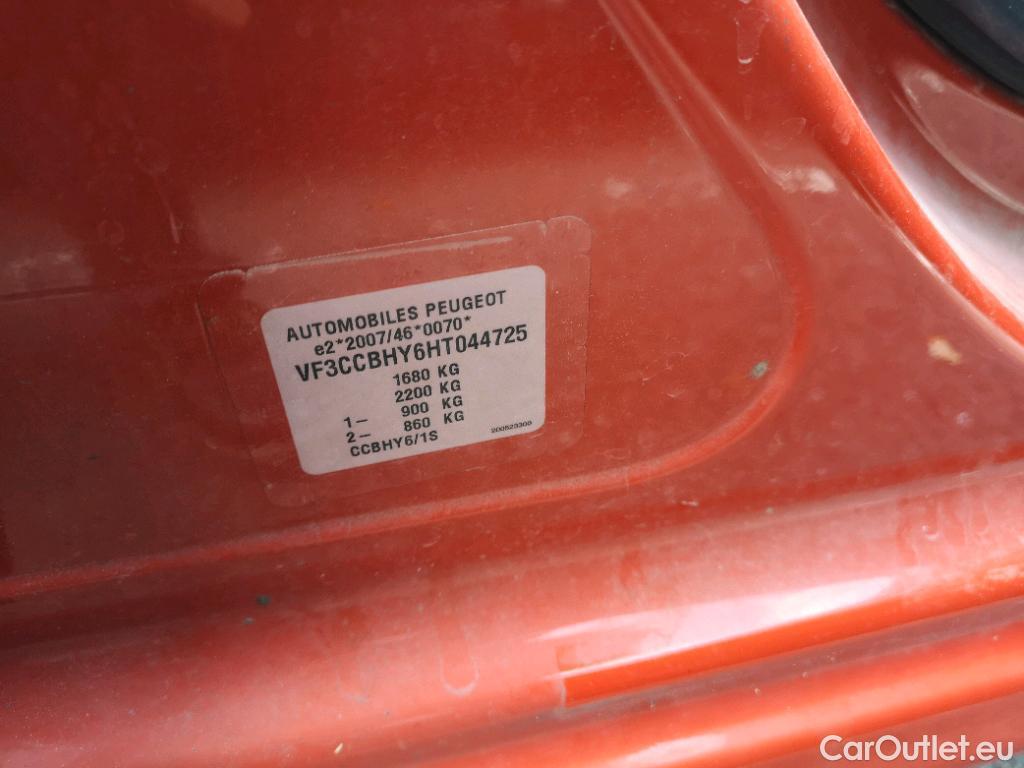 AUTOMOBILES PEUGEOT
e2*2007/46*0070*
VF3CCBHY6HT044725
1680 KG
2200 KG
1– 900 KG
2– 860 KG
CCBHY6/1S 200523300
CarOutlet.eu